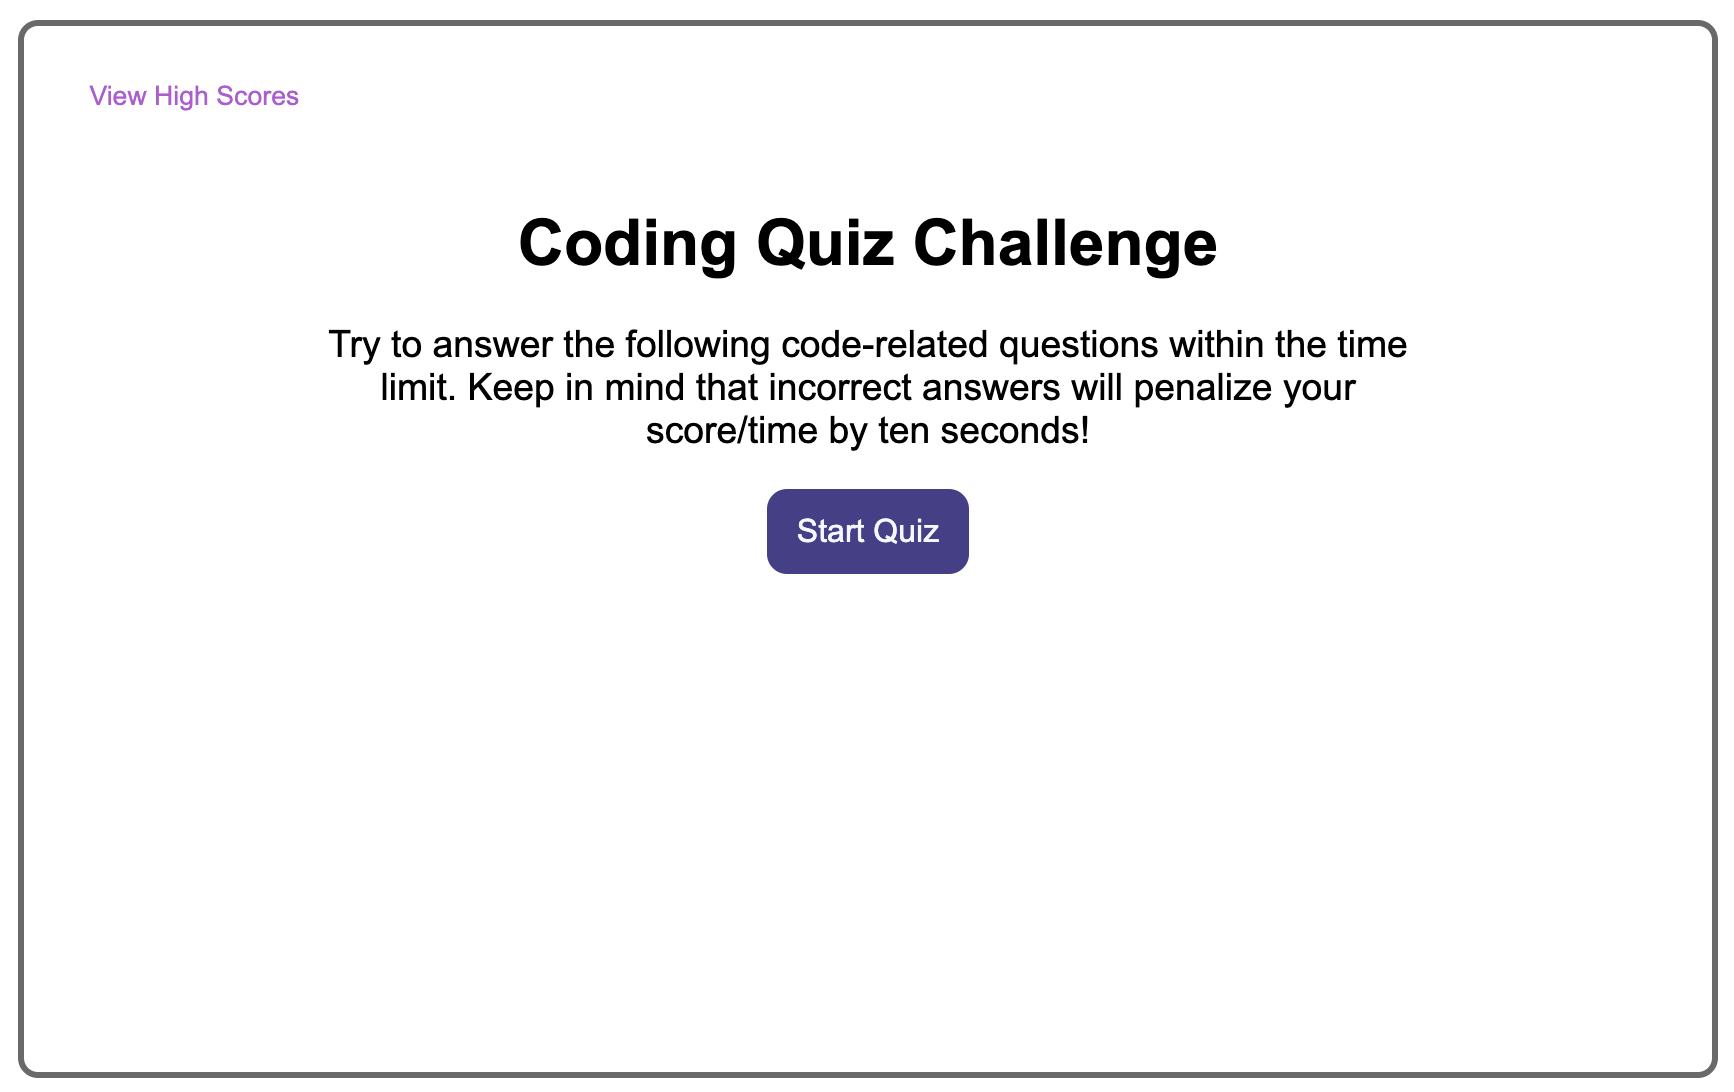 View High Scores
Coding Quiz Challenge
Try to answer the following code-related questions within the time
limit. Keep in mind that incorrect answers will penalize your
score/time by ten seconds!
Start Quiz